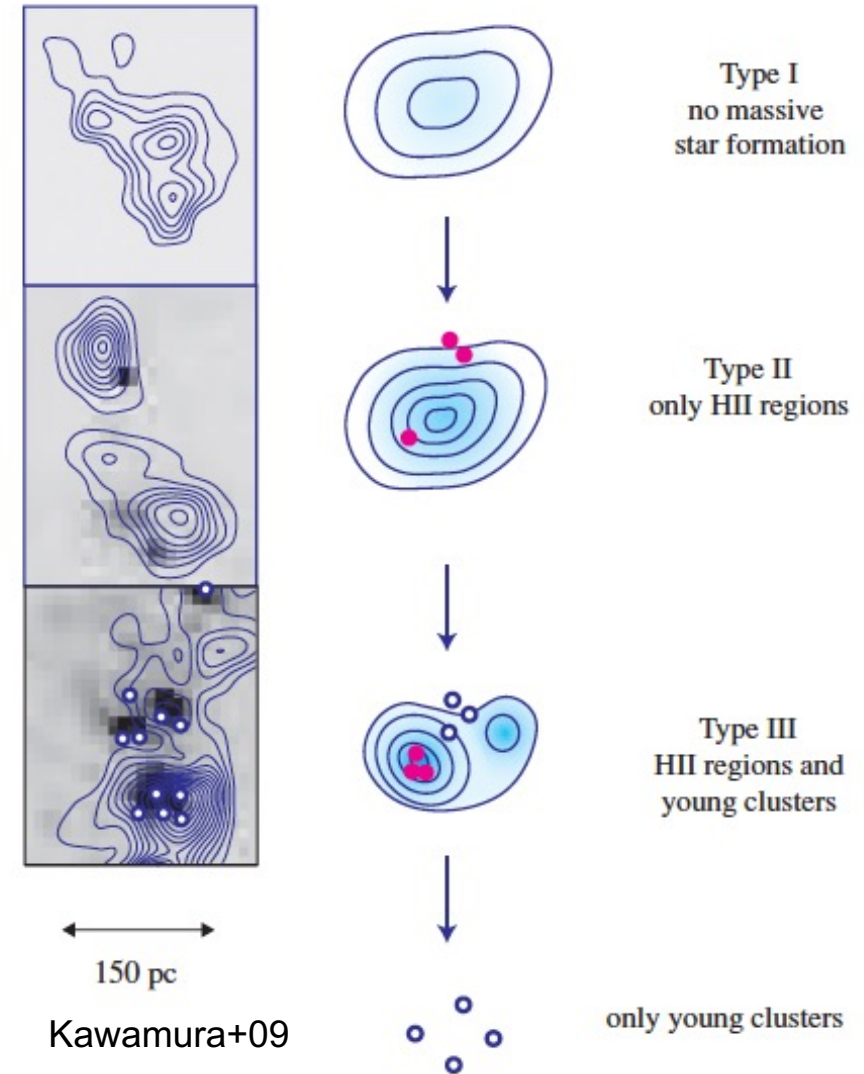 Type I
no massive
star formation
Type II
only HII regions
Type III
HII regions and
young clusters
150 pc
Kawamura+09
only young clusters